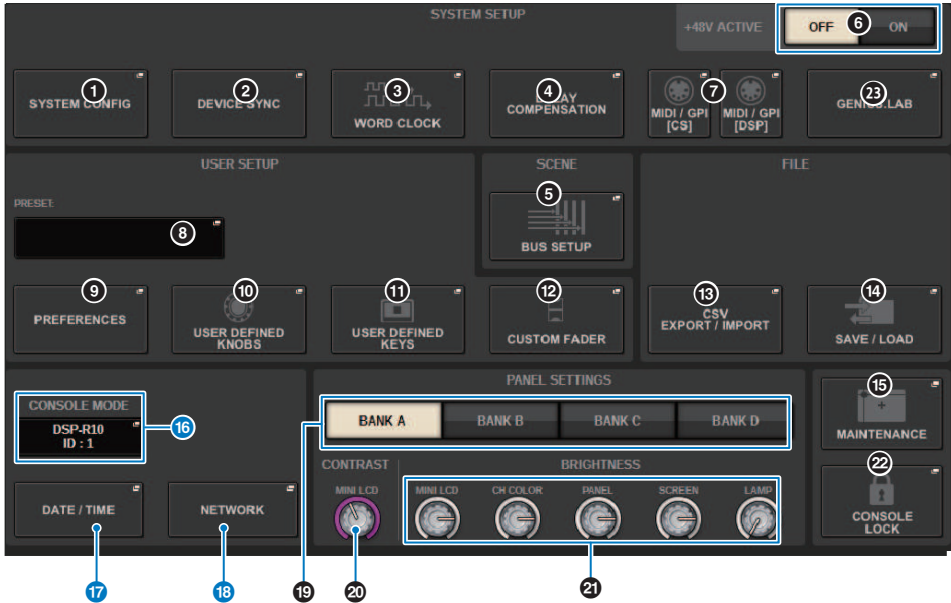 SYSTEM SETUP
+48V ACTIVE
OFF
6
ON
1
SYSTEM CONFIG
2
DEVICE SYNC
3
WORD CLOCK
4
DELAY
COMPENSATION
7
MIDI / GPI
[CS]
MIDI / GPI
[DSP]
23
GENIUS.LAB
USER SETUP
SCENE
FILE
PRESET:
8
5
BUS SETUP
9
PREFERENCES
10
USER DEFINED
KNOBS
11
USER DEFINED
KEYS
12
CUSTOM FADER
13
CSV
EXPORT / IMPORT
14
SAVE / LOAD
CONSOLE MODE
DSP-R10
ID : 1
16
PANEL SETTINGS
BANK A
BANK B
BANK C
BANK D
15
MAINTENANCE
CONTRAST
BRIGHTNESS
MINI LCD
MINI LCD
CH COLOR
PANEL
SCREEN
LAMP
22
CONSOLE
LOCK
DATE / TIME
NETWORK
17
18
19
20
21